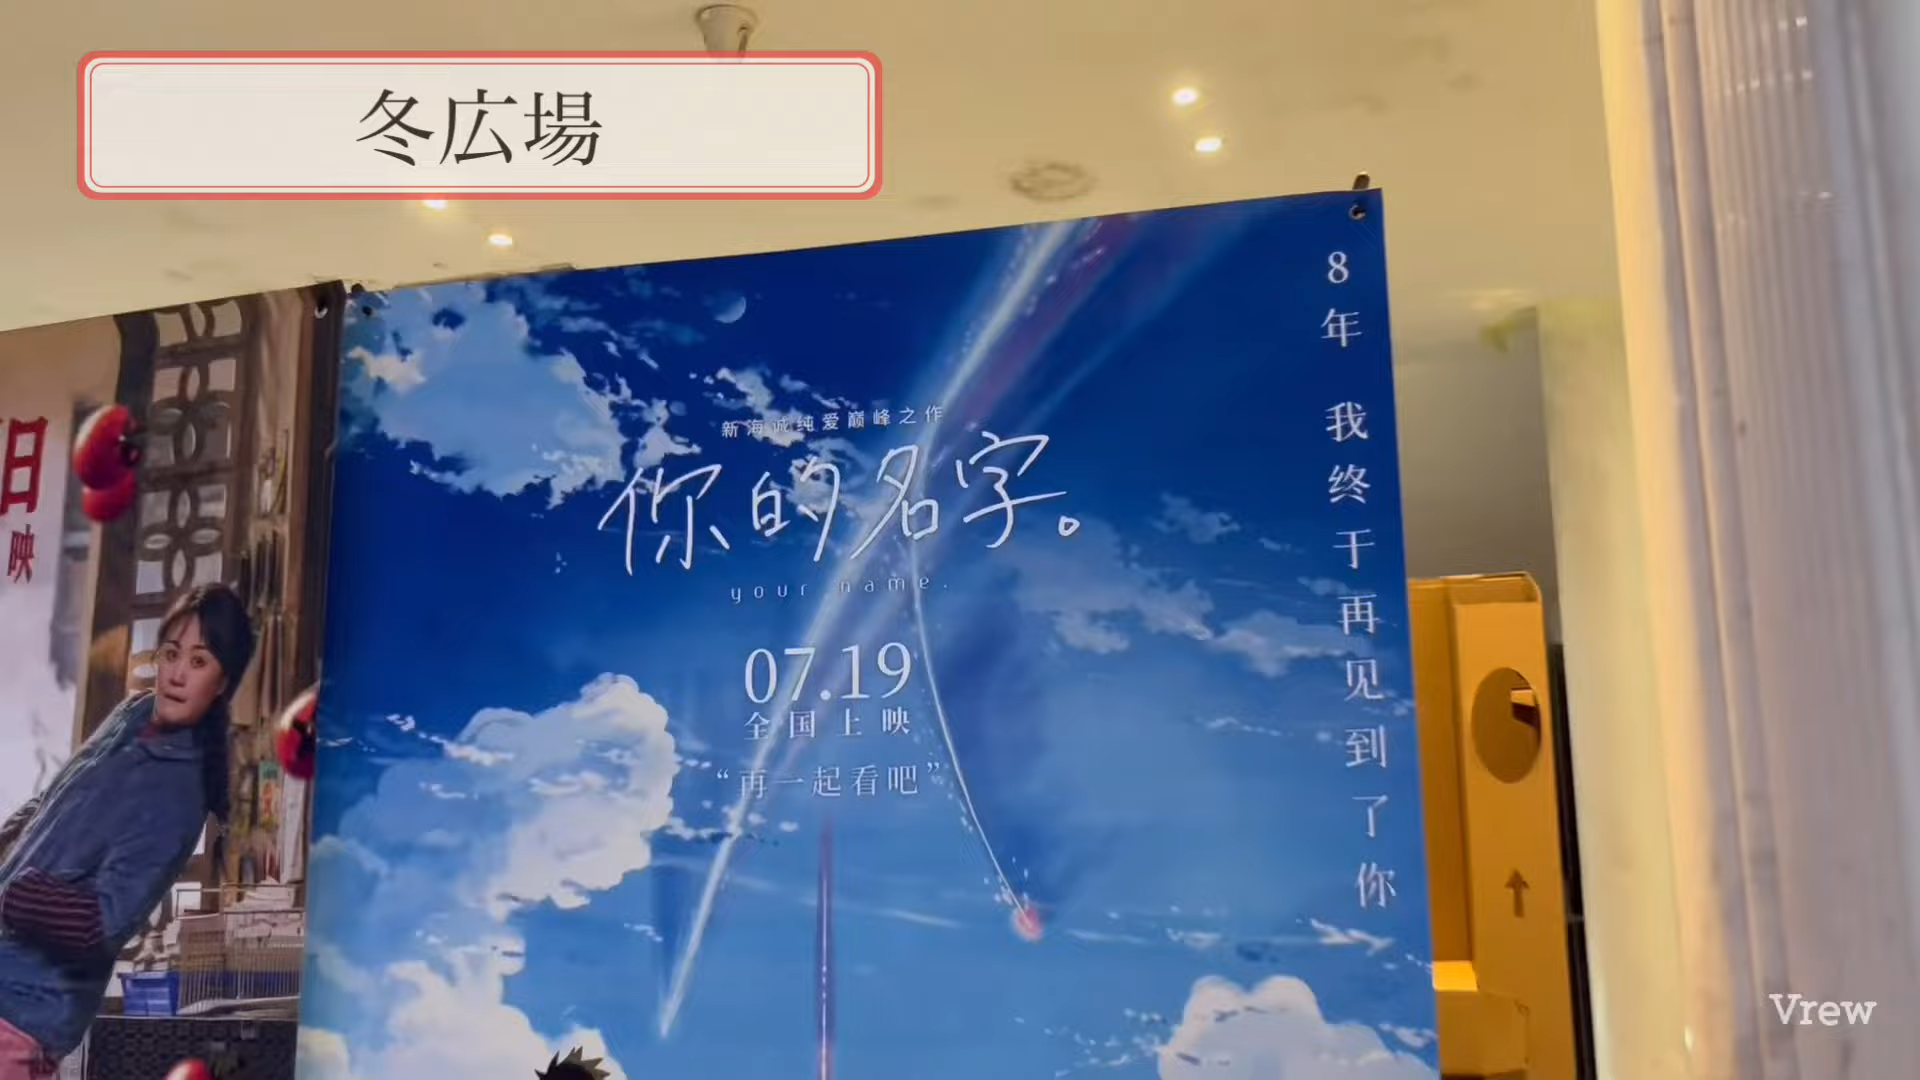 冬広場
8年 我终于再见到了你
新海诚纯爱巅峰之作
你的名字。
your name.
07.19
全国上映
“再一起看吧”
映
Vrew